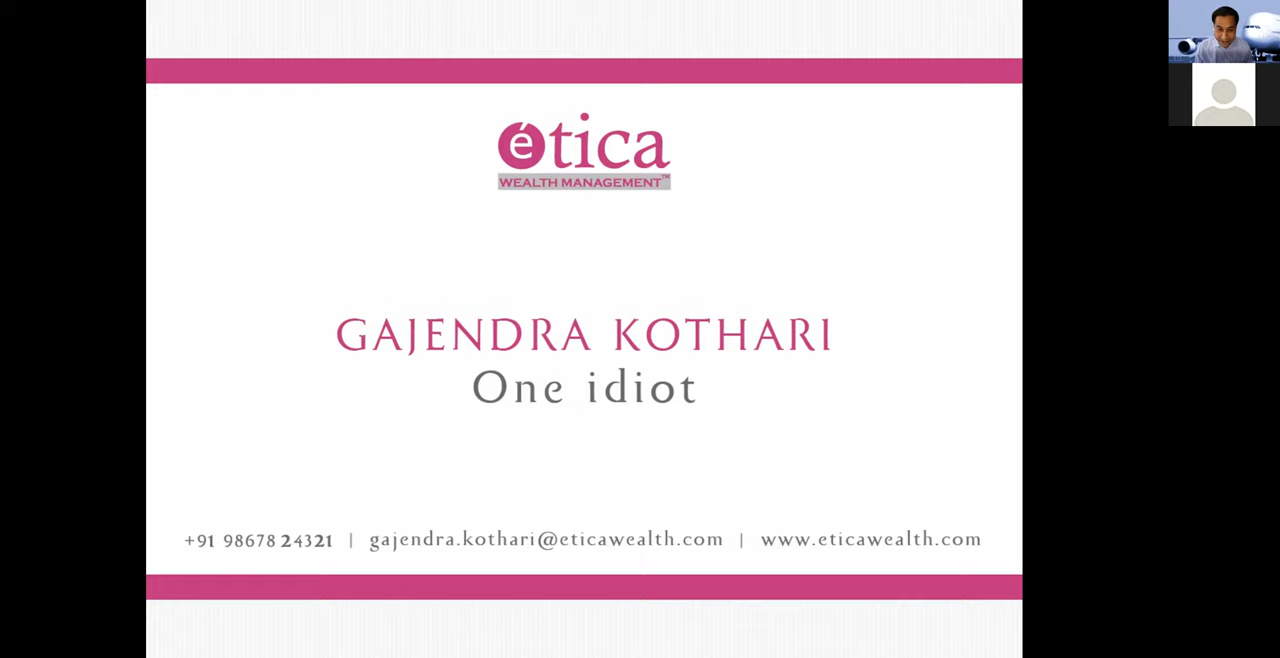 ética
WEALTH MANAGEMENT™
GAJENDRA KOTHARI
One idiot
+91 98678 24321 | gajendra.kothari@eticawealth.com | www.eticawealth.com